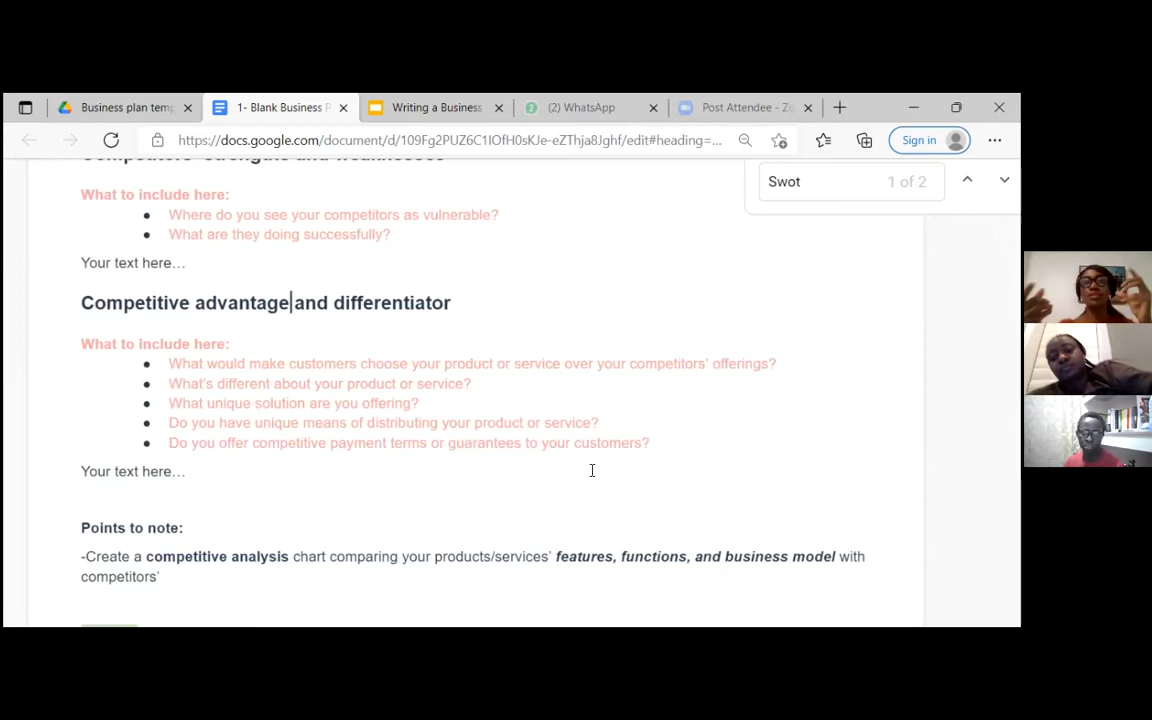 Business plan temp
1- Blank Business P
Writing a Business
(2) WhatsApp
Post Attendee - Zo
https://docs.google.com/document/d/109Fg2PUZ6C1lOfH0sKJe-eZThja8Jghf/edit#heading=...
Sign in
Swot 1 of 2
Competitors' strengths and weaknesses
What to include here:
Where do you see your competitors as vulnerable?
What are they doing successfully?
Your text here…
Competitive advantage and differentiator
What to include here:
What would make customers choose your product or service over your competitors' offerings?
What's different about your product or service?
What unique solution are you offering?
Do you have unique means of distributing your product or service?
Do you offer competitive payment terms or guarantees to your customers?
Your text here…
Points to note:
-Create a competitive analysis chart comparing your products/services' features, functions, and business model with
competitors'